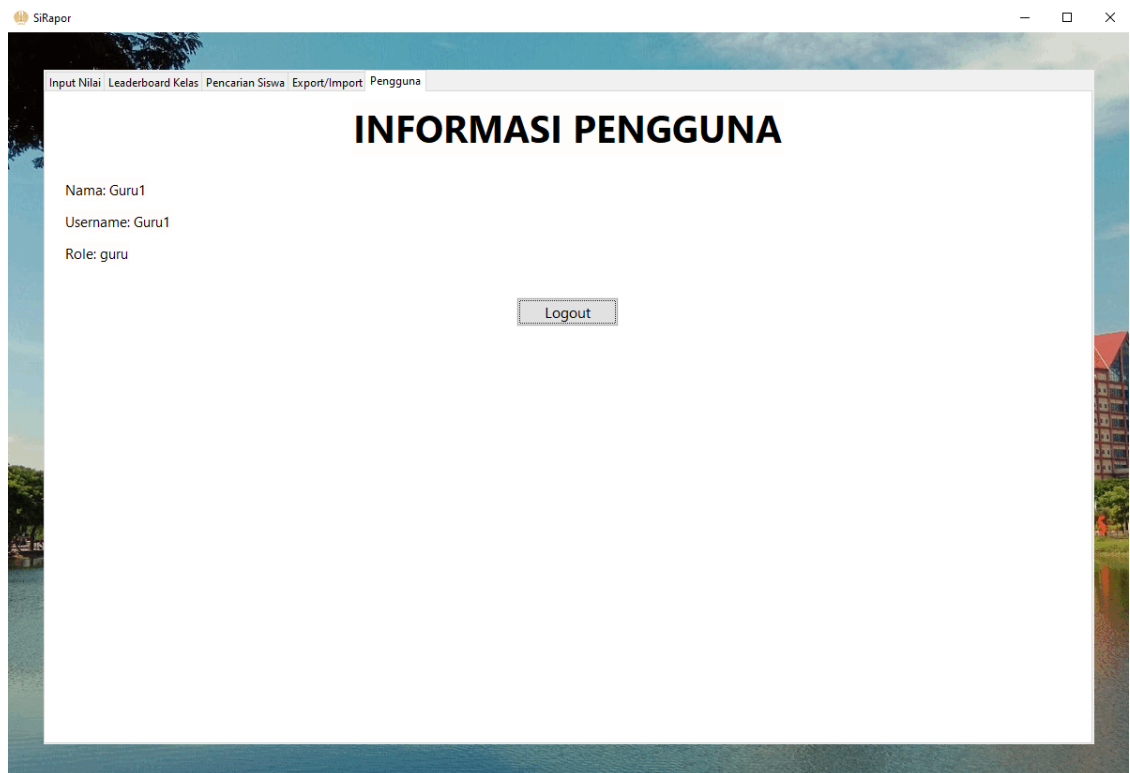 SiRapor
Input Nilai Leaderboard Kelas Pencarian Siswa Export/Import Pengguna
INFORMASI PENGGUNA
Nama: Guru1
Username: Guru1
Role: guru
Logout